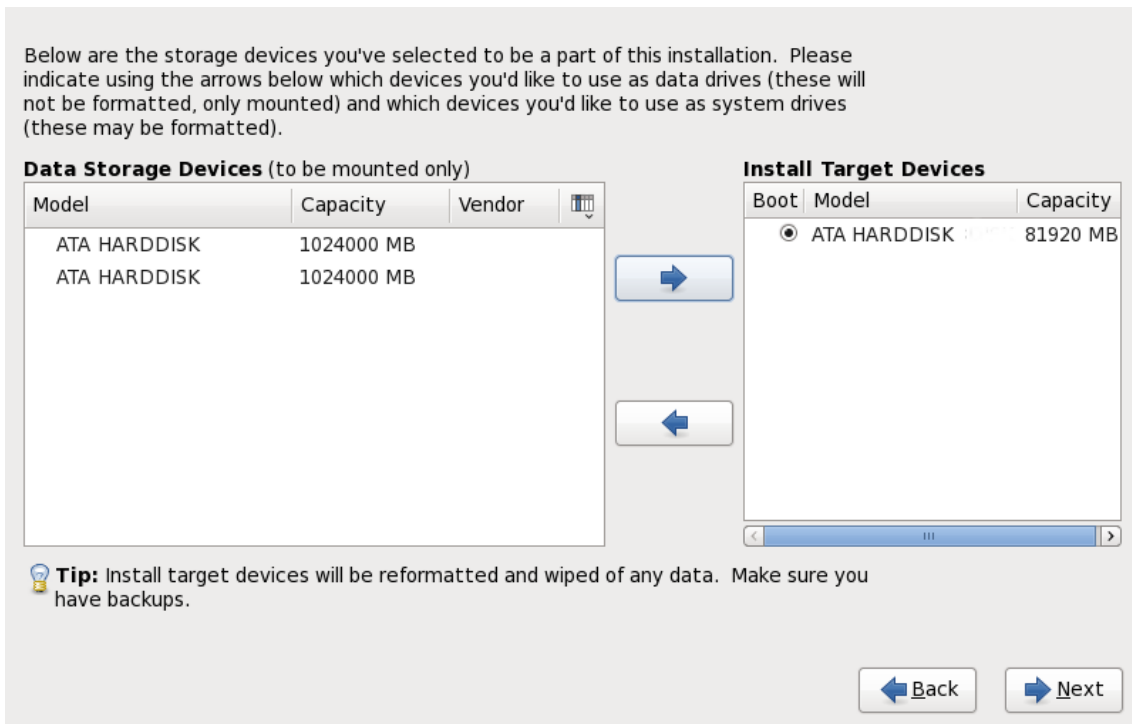 Below are the storage devices you've selected to be a part of this installation.  Please
indicate using the arrows below which devices you'd like to use as data drives (these will
not be formatted, only mounted) and which devices you'd like to use as system drives
(these may be formatted).
Data Storage Devices (to be mounted only)
Model Capacity Vendor
ATA HARDDISK 1024000 MB
ATA HARDDISK 1024000 MB
Install Target Devices
Boot Model Capacity
ATA HARDDISK 81920 MB
Tip: Install target devices will be reformatted and wiped of any data.  Make sure you
have backups.
Back Next